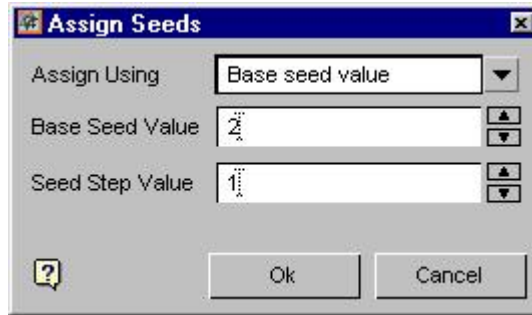 Assign Seeds
Assign Using Base seed value
Base Seed Value 2
Seed Step Value 1
? Ok Cancel